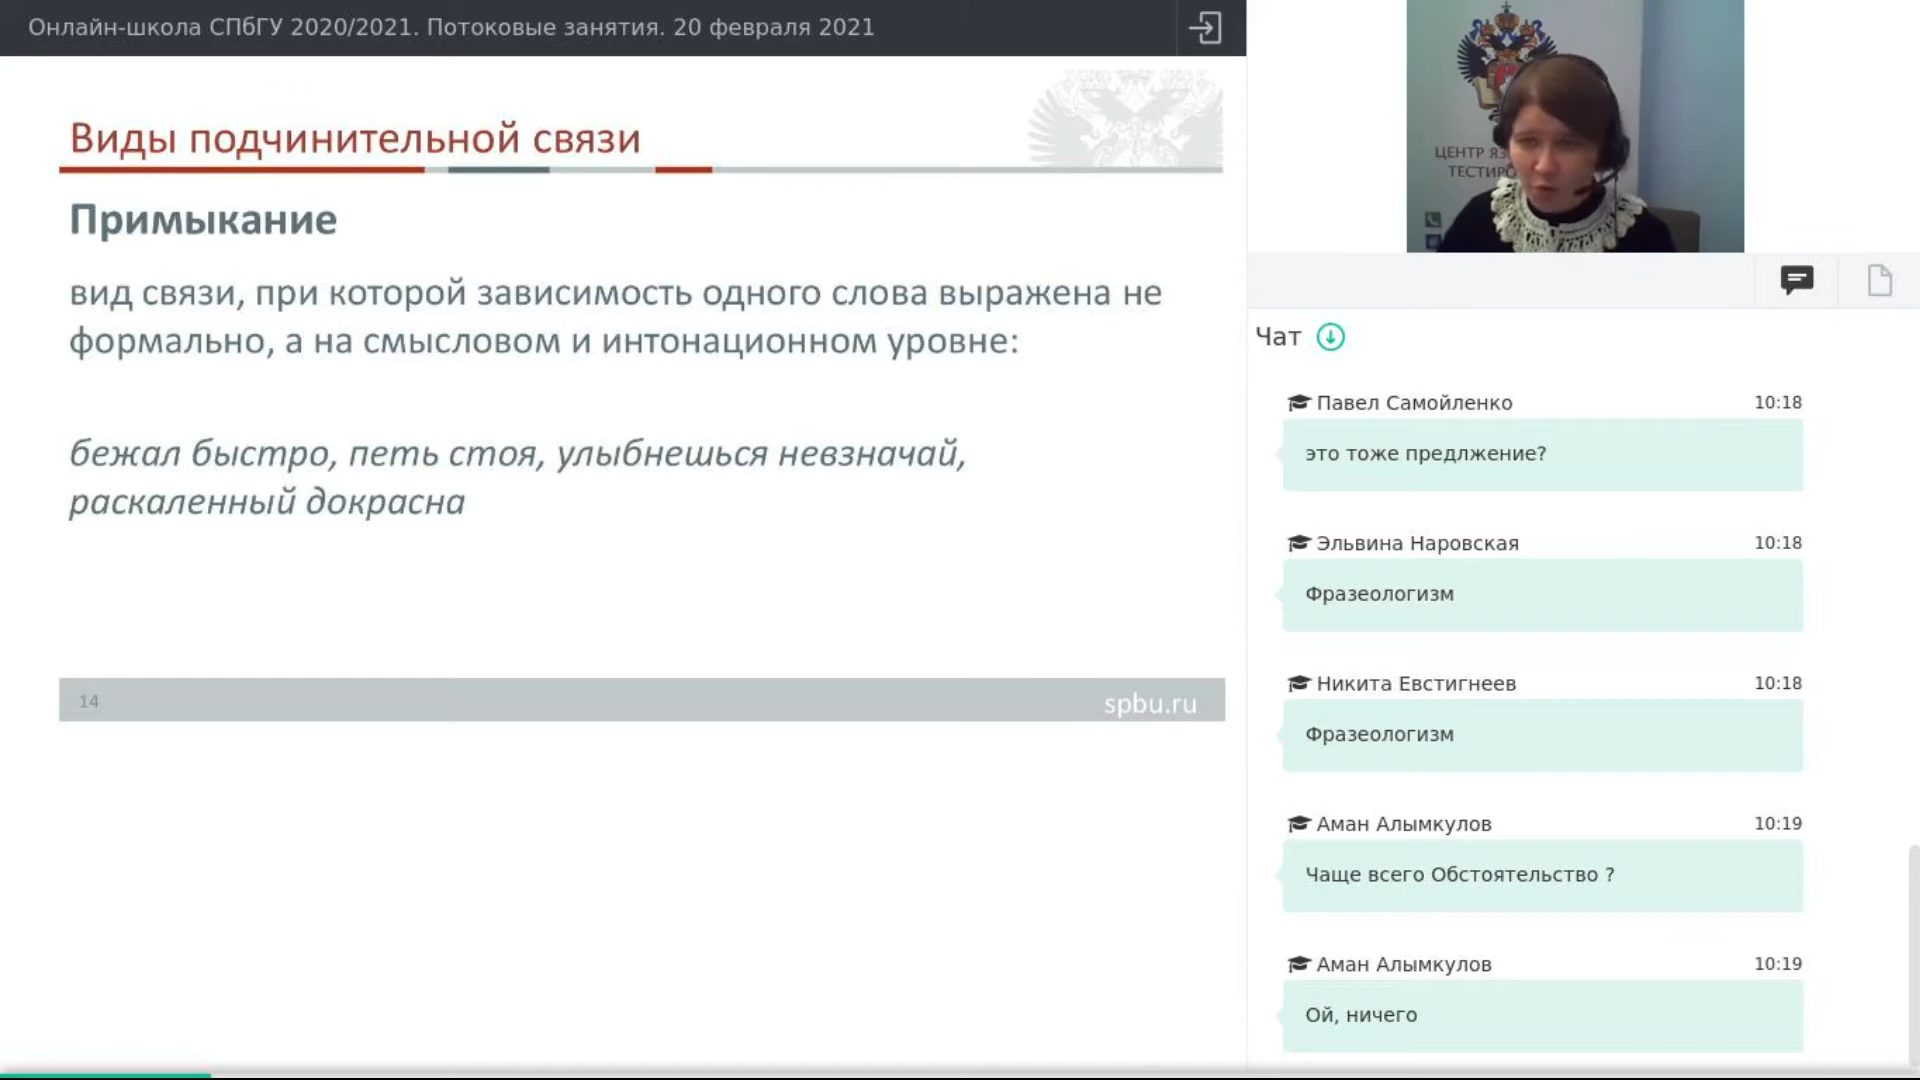 Онлайн-школа СПбГУ 2020/2021. Потоковые занятия. 20 февраля 2021
Виды подчинительной связи
Примыкание
вид связи, при которой зависимость одного слова выражена не
формально, а на смысловом и интонационном уровне:
бежал быстро, петь стоя, улыбнешься невзначай,
раскаленный докрасна
14
spbu.ru
ЦЕНТР
Чат
Павел Самойленко 10:18
это тоже предлжение?
Эльвина Наровская 10:18
Фразеологизм
Никита Евстигнеев 10:18
Фразеологизм
Аман Алымкулов 10:19
Чаще всего Обстоятельство ?
Аман Алымкулов 10:19
Ой, ничего